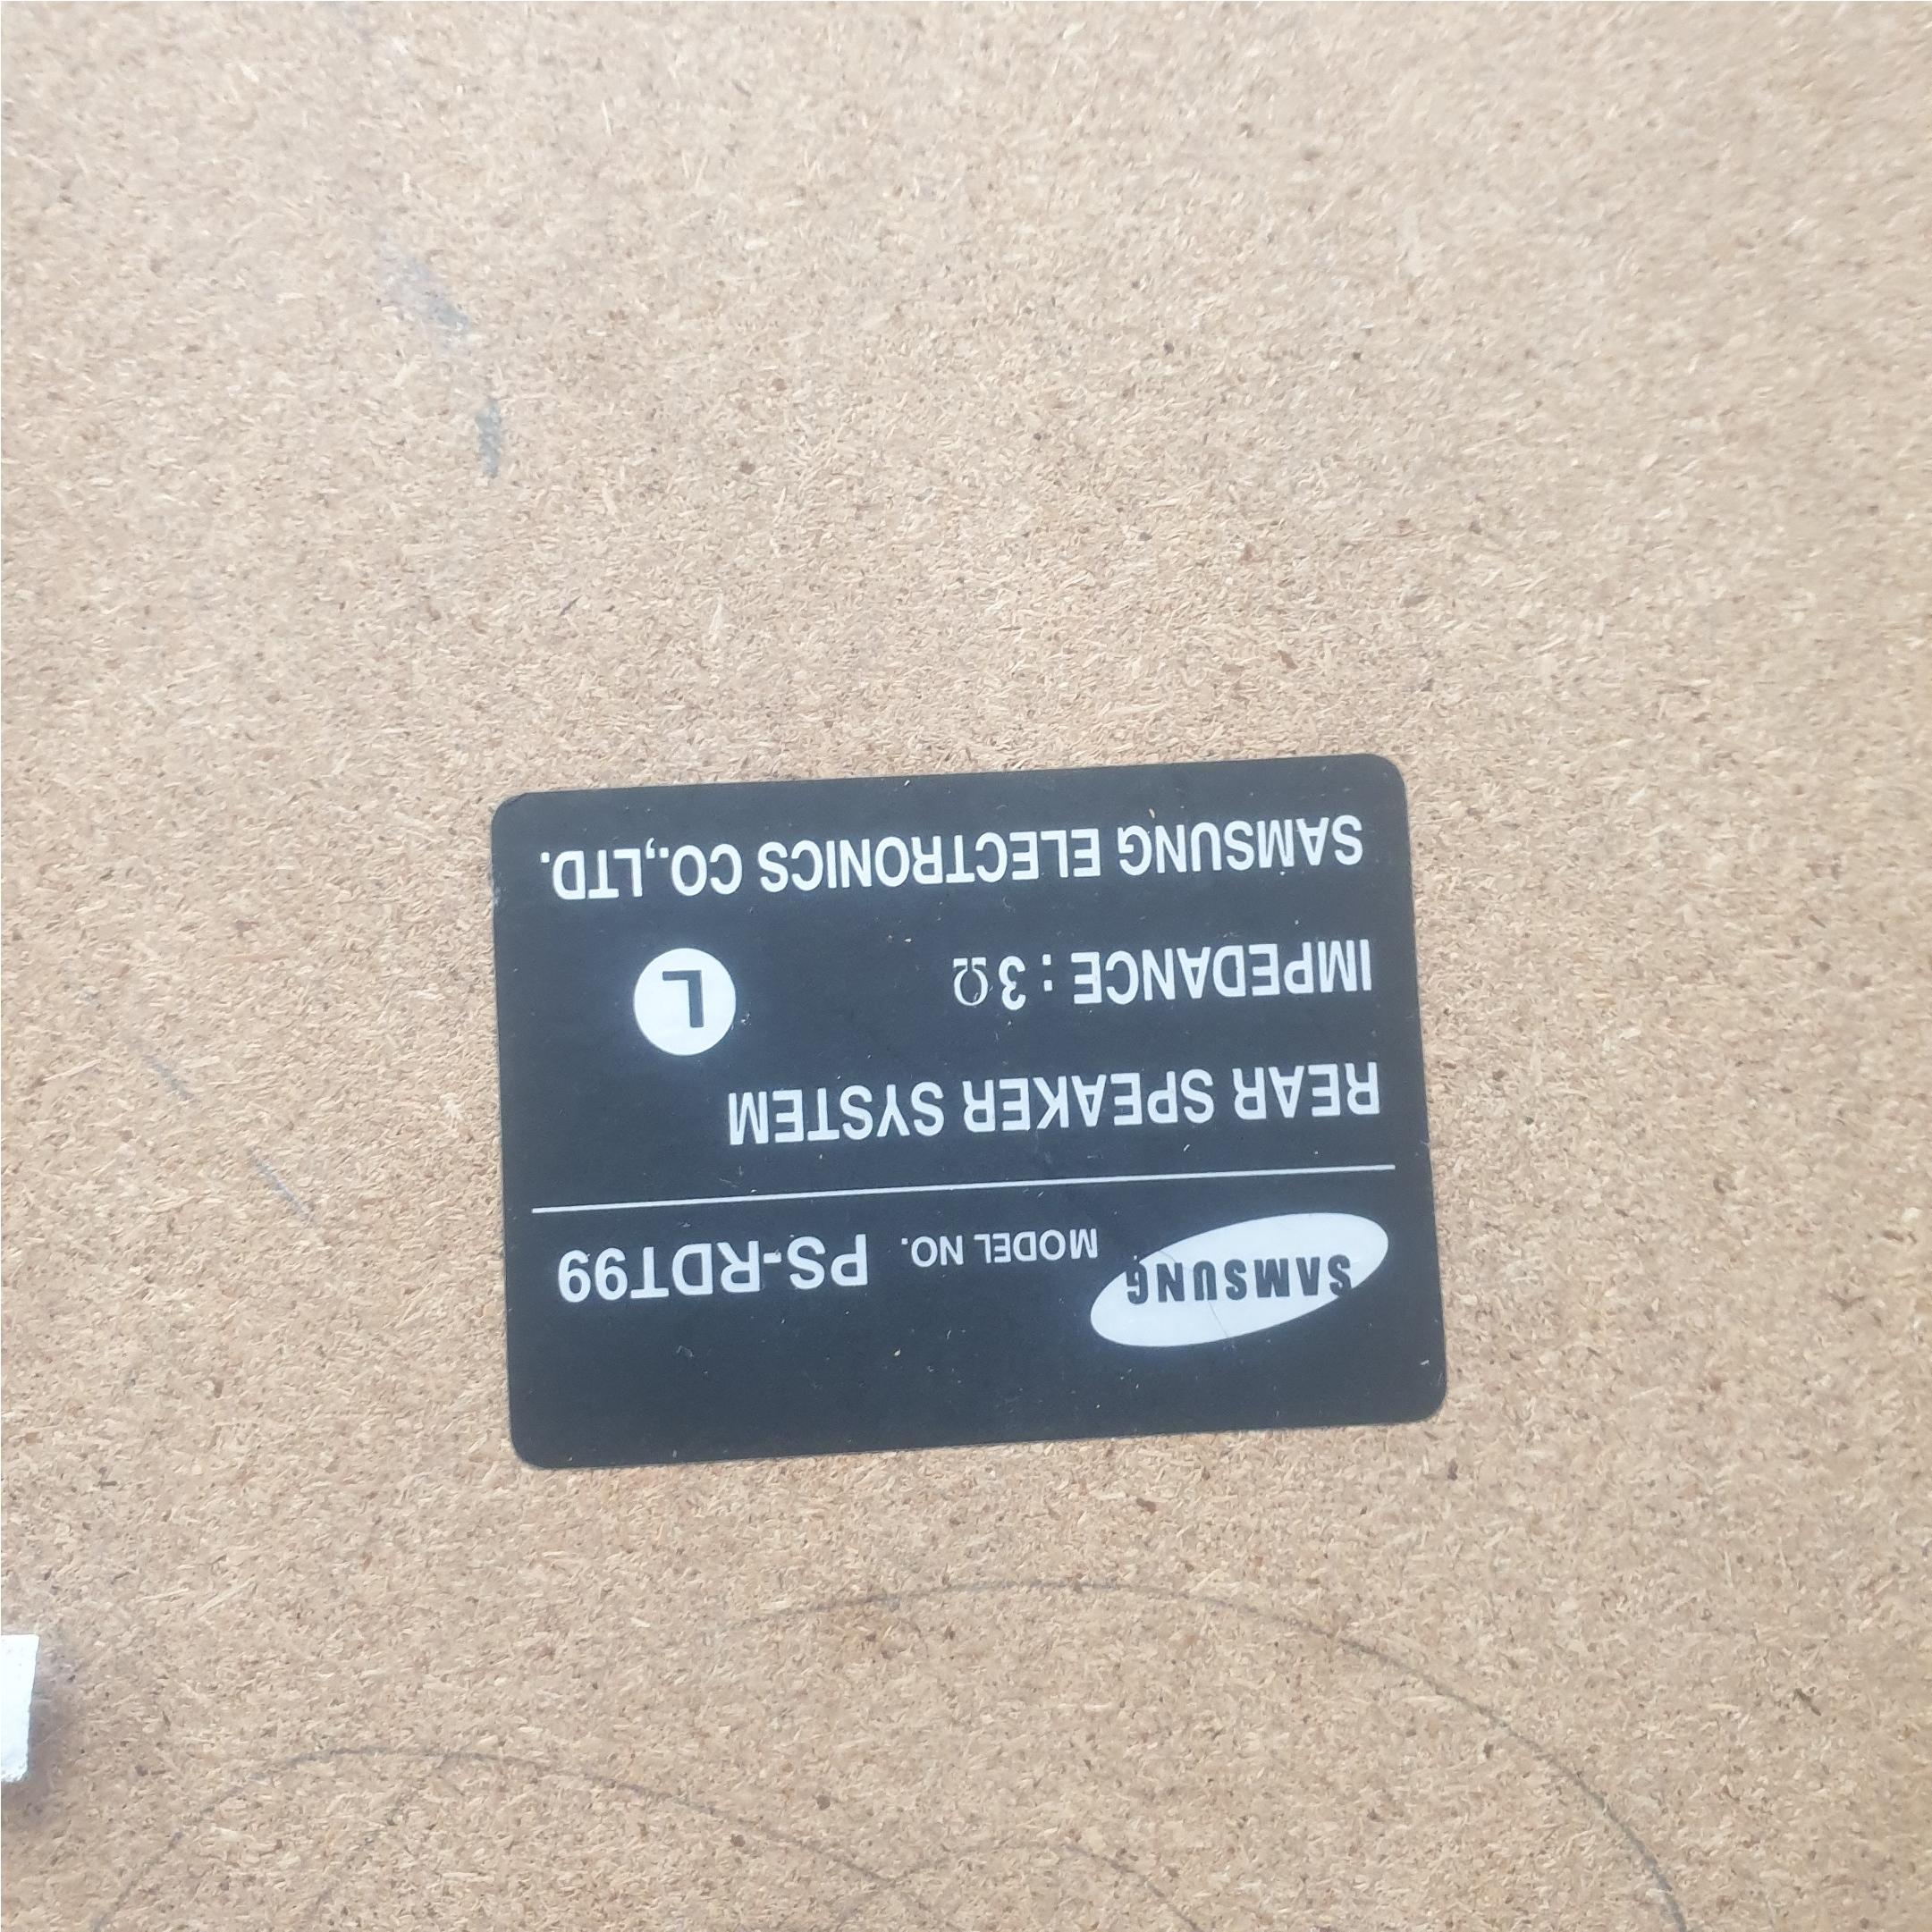 SAMSUNG MODEL NO. PS-RDT99
REAR SPEAKER SYSTEM
IMPEDANCE : 3Ω L
SAMSUNG ELECTRONICS CO.,LTD.